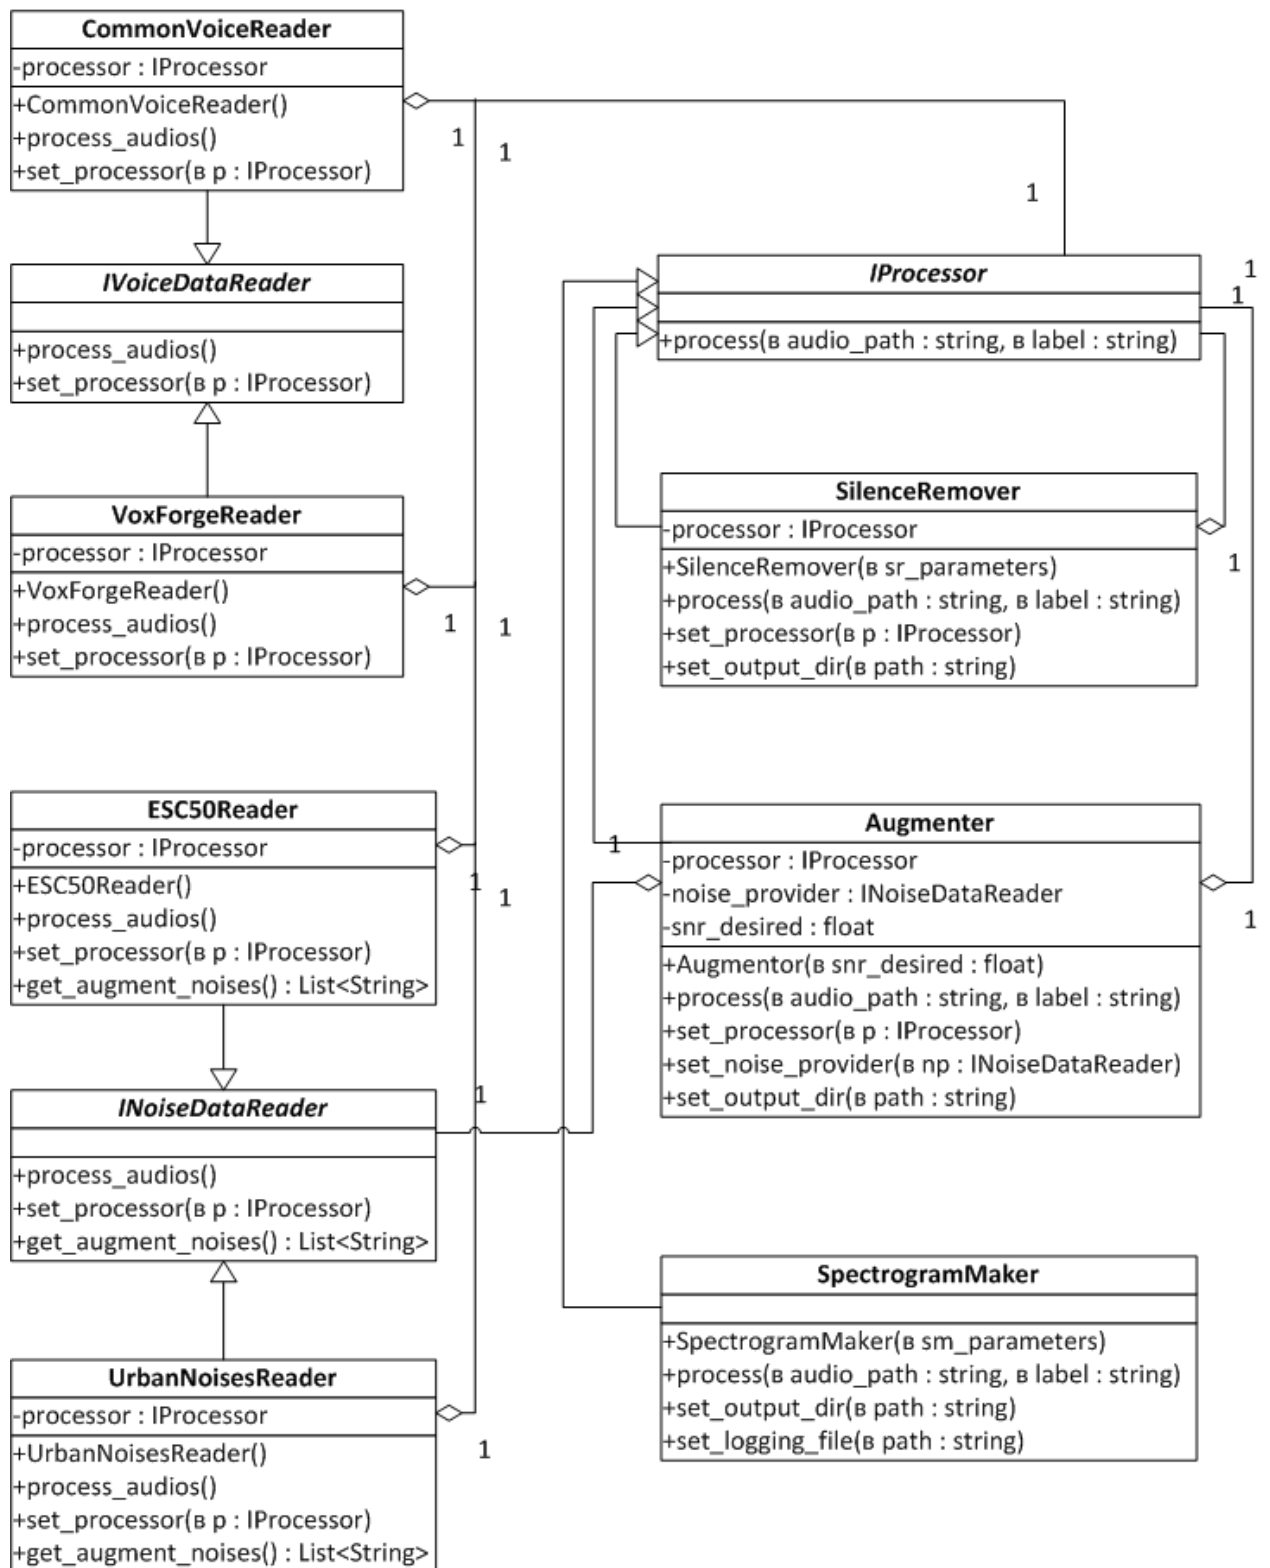 CommonVoiceReader
-processor : IProcessor
+CommonVoiceReader()
+process_audios()
+set_processor(в p : IProcessor)
1
1
1
IVoiceDataReader
+process_audios()
+set_processor(в p : IProcessor)
IProcessor
+process(в audio_path : string, в label : string)
1
1
VoxForgeReader
-processor : IProcessor
+VoxForgeReader()
+process_audios()
+set_processor(в p : IProcessor)
1
1
SilenceRemover
-processor : IProcessor
+SilenceRemover(в sr_parameters)
+process(в audio_path : string, в label : string)
+set_processor(в p : IProcessor)
+set_output_dir(в path : string)
1
ESC50Reader
-processor : IProcessor
+ESC50Reader()
+process_audios()
+set_processor(в p : IProcessor)
+get_augment_noises() : List<String>
1
1
1
Augmenter
-processor : IProcessor
-noise_provider : INoiseDataReader
-snr_desired : float
+Augmentor(в snr_desired : float)
+process(в audio_path : string, в label : string)
+set_processor(в p : IProcessor)
+set_noise_provider(в np : INoiseDataReader)
+set_output_dir(в path : string)
1
INoiseDataReader
+process_audios()
+set_processor(в p : IProcessor)
+get_augment_noises() : List<String>
1
SpectrogramMaker
+SpectrogramMaker(в sm_parameters)
+process(в audio_path : string, в label : string)
+set_output_dir(в path : string)
+set_logging_file(в path : string)
UrbanNoisesReader
-processor : IProcessor
+UrbanNoisesReader()
+process_audios()
+set_processor(в p : IProcessor)
+get_augment_noises() : List<String>
1